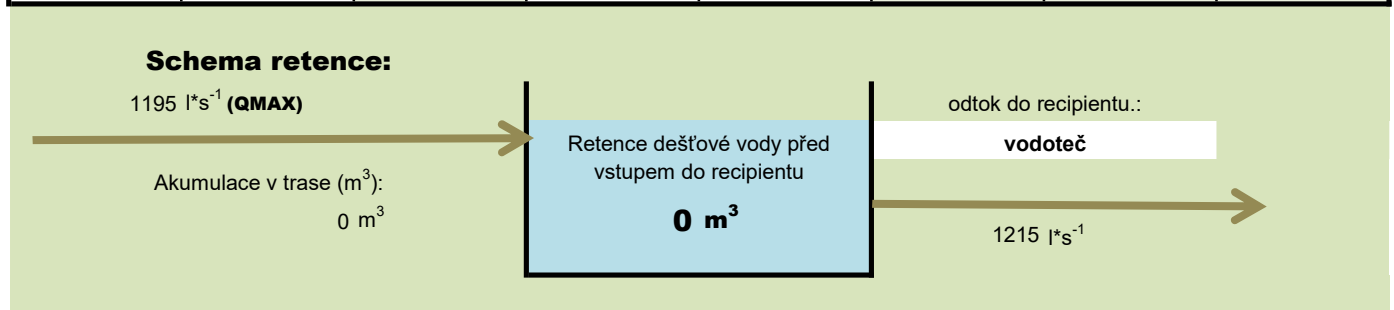 Schema retence:
1195 l*s⁻¹ (QMAX)
odtok do recipientu.:
Retence dešťové vody před
vstupem do recipientu
vodoteč
Akumulace v trase (m³):
0 m³
0 m³
1215 l*s⁻¹